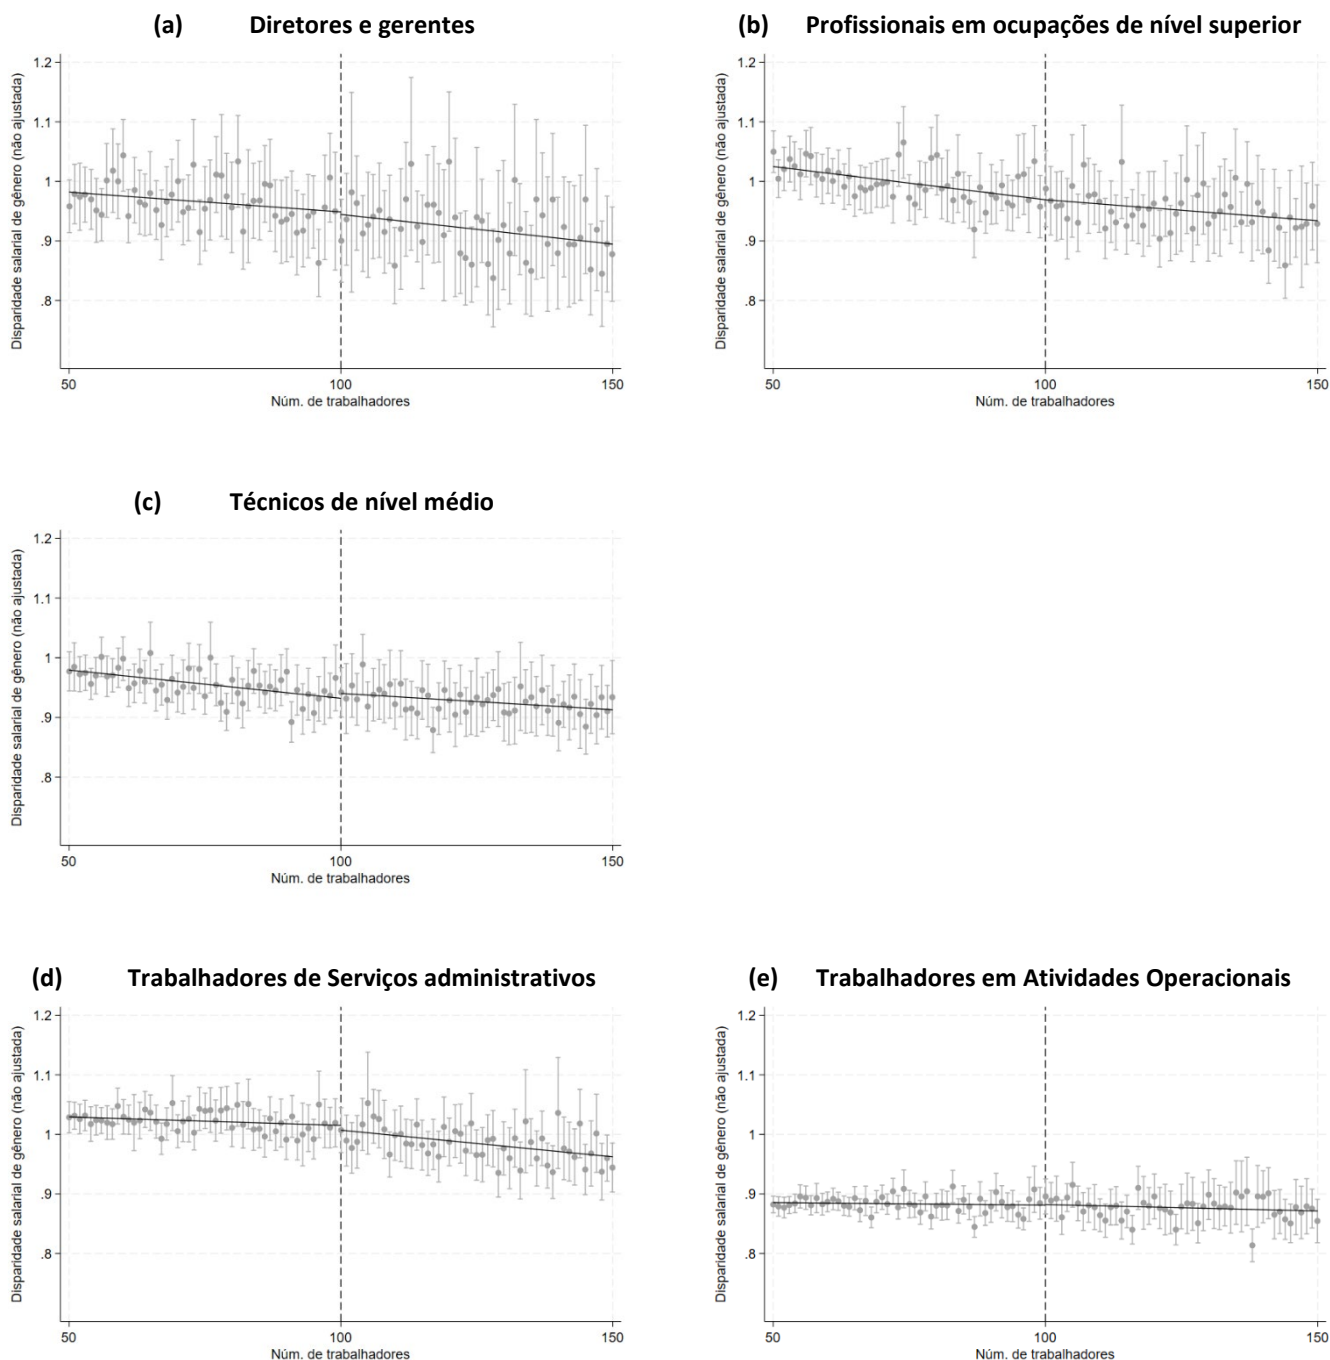 (a) Diretores e gerentes
Disparidade salarial de gênero (não ajustada)
1.2
1.1
1
.9
.8
50
100
150
Núm. de trabalhadores
(b) Profissionais em ocupações de nível superior
Disparidade salarial de gênero (não ajustada)
1.2
1.1
1
.9
.8
50
100
150
Núm. de trabalhadores
(c) Técnicos de nível médio
Disparidade salarial de gênero (não ajustada)
1.2
1.1
1
.9
.8
50
100
150
Núm. de trabalhadores
(d) Trabalhadores de Serviços administrativos
Disparidade salarial de gênero (não ajustada)
1.2
1.1
1
.9
.8
50
100
150
Núm. de trabalhadores
(e) Trabalhadores em Atividades Operacionais
Disparidade salarial de gênero (não ajustada)
1.2
1.1
1
.9
.8
50
100
150
Núm. de trabalhadores